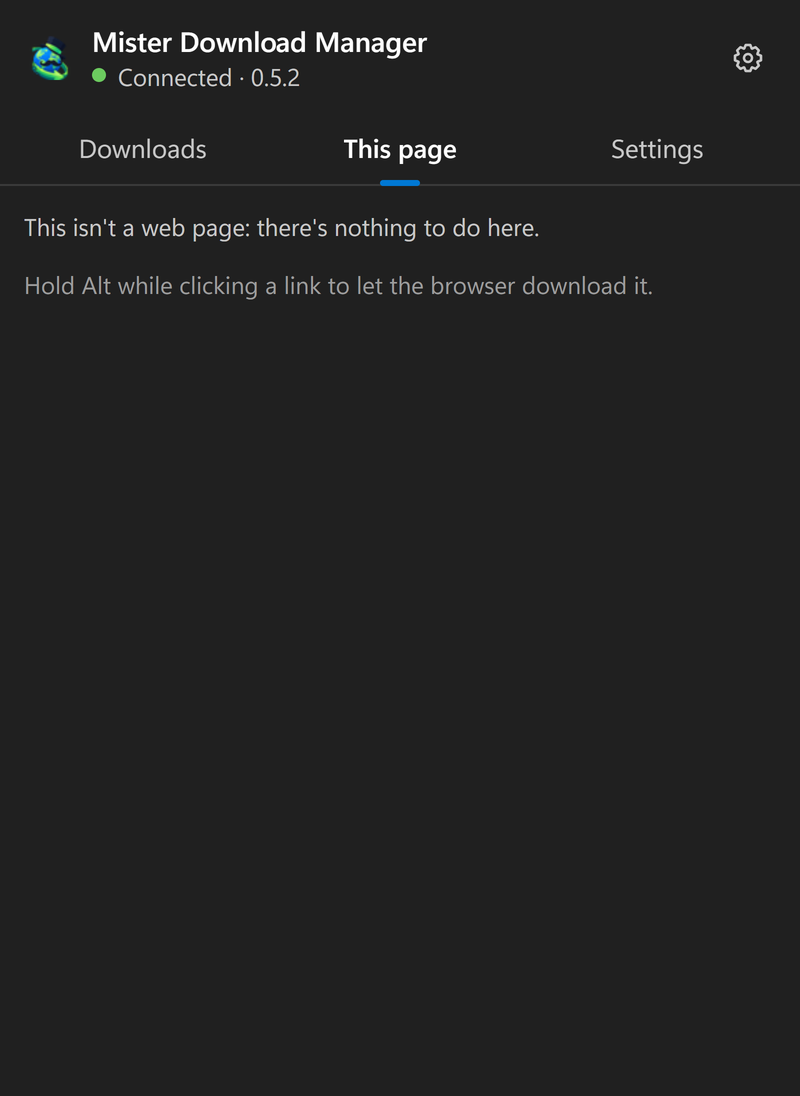 Mister Download Manager
Connected · 0.5.2
Downloads
This page
Settings
This isn't a web page: there's nothing to do here.
Hold Alt while clicking a link to let the browser download it.